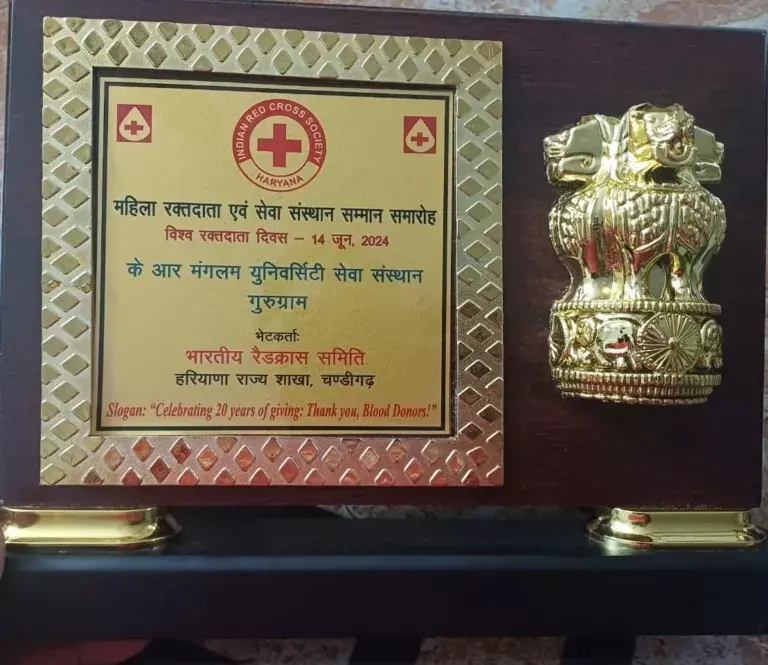 INDIAN RED CROSS SOCIETY
HARYANA
महिला रक्तदाता एवं सेवा संस्थान सम्मान समारोह
विश्व रक्तदाता दिवस – 14 जून, 2024
के आर मंगलम युनिवर्सिटी सेवा संस्थान
गुरुग्राम
भेटकर्ताः
भारतीय रैडक्रास समिति
हरियाणा राज्य शाखा, चण्डीगढ़
Slogan: “Celebrating 20 years of giving: Thank you, Blood Donors!”